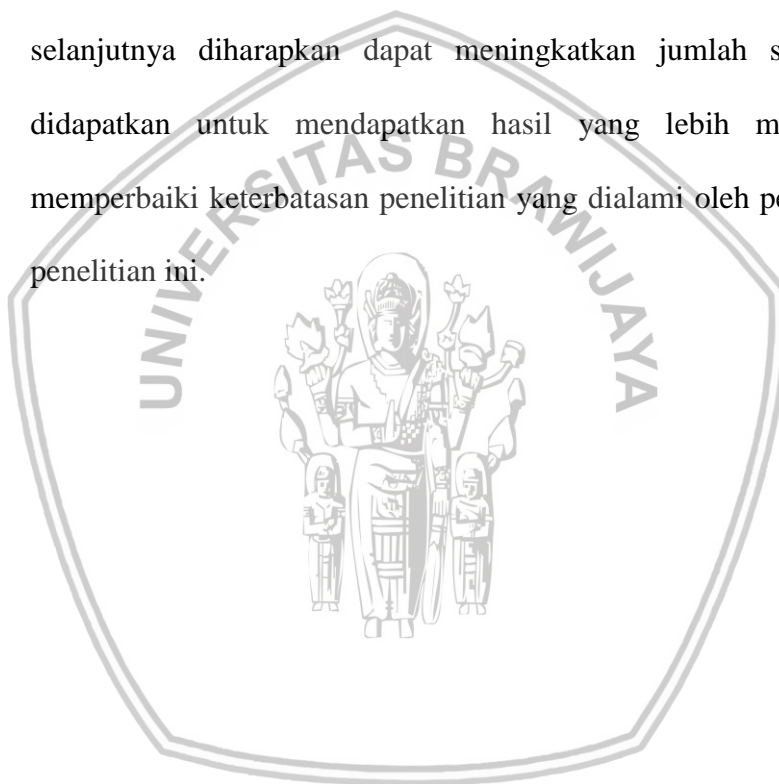 selanjutnya diharapkan dapat meningkatkan jumlah
didapatkan untuk mendapatkan hasil yang lebih
memperbaiki keterbatasan penelitian yang dialami oleh
penelitian ini.
UNIVERSITAS BRAWIJAYA